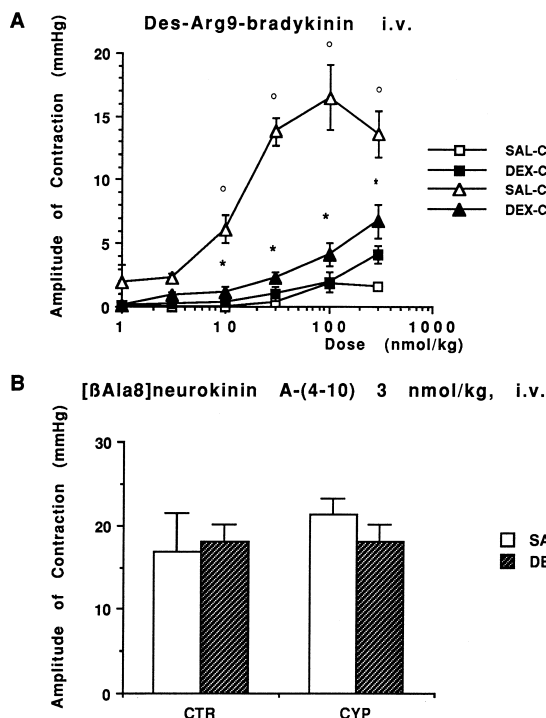 A
Des-Arg9-bradykinin i.v.
Amplitude of Contraction (mmHg)
20
15
10
5
0
1
10
100
1000
Dose (nmol/kg)
SAL-C
DEX-C
SAL-C
DEX-C
B
[ßAla8]neurokinin A-(4-10) 3 nmol/kg, i.v.
Amplitude of Contraction (mmHg)
30
20
10
0
CTR
CYP
SA
DE